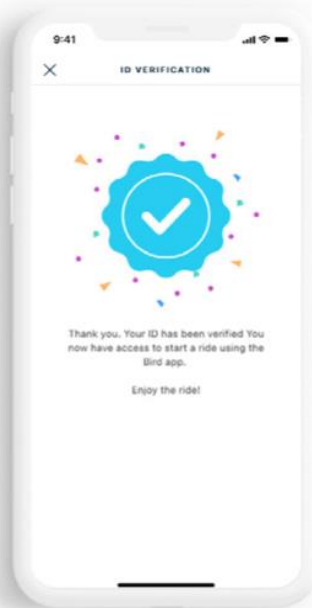 9:41
ID VERIFICATION
Thank you. Your ID has been verified You
now have access to start a ride using the
Bird app.
Enjoy the ride!